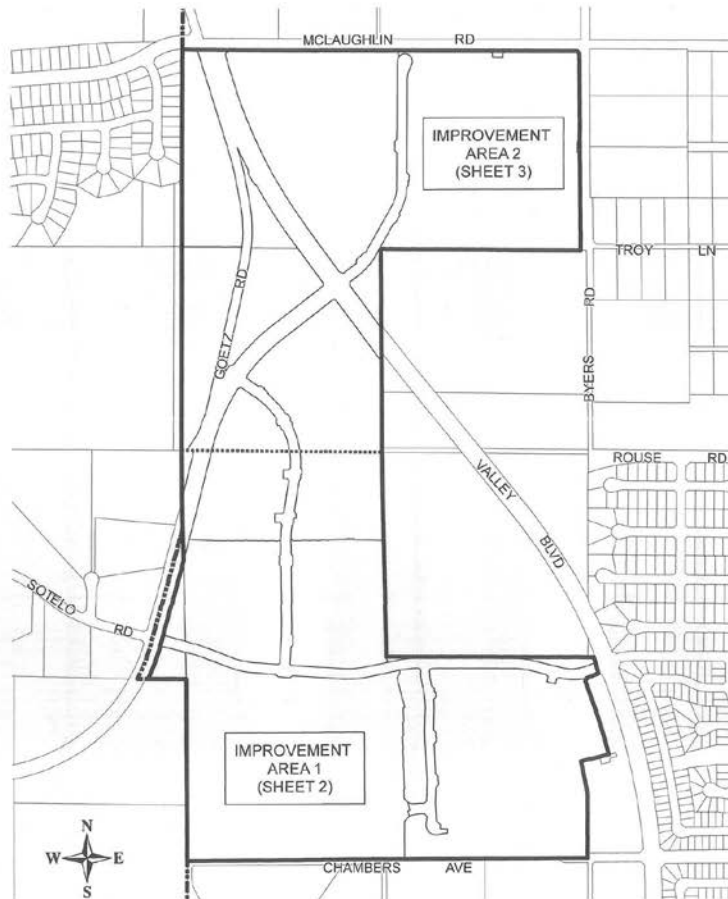 MCLAUGHLIN RD
IMPROVEMENT
AREA 2
(SHEET 3)
TROY LN
GOETZ RD
BYERS RD
ROUSE RD
VALLEY BLVD
SOTELO RD
IMPROVEMENT
AREA 1
(SHEET 2)
N
W E
S
CHAMBERS AVE